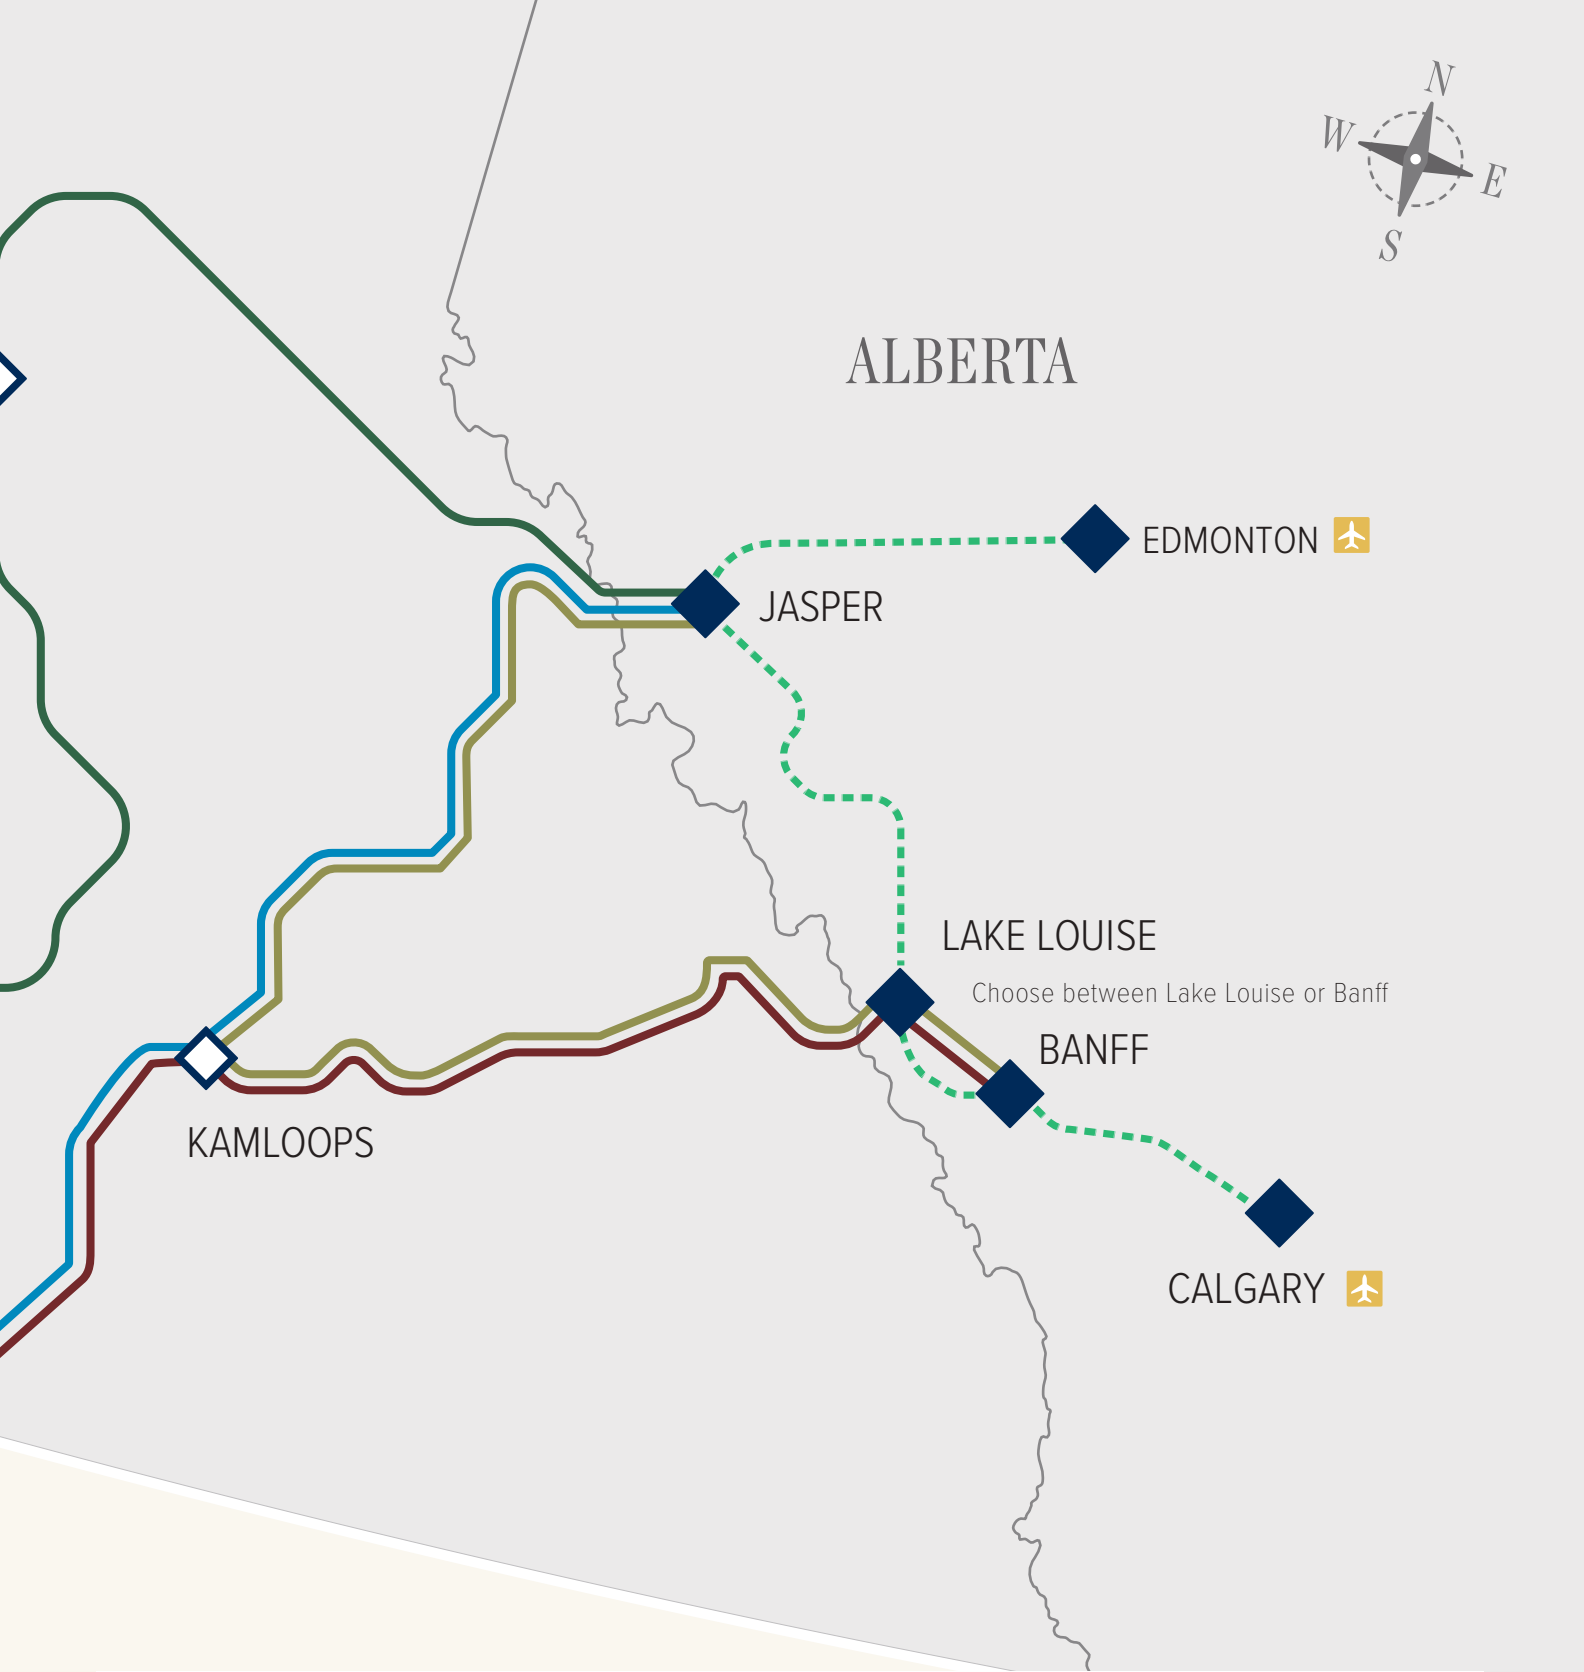 N
W
E
S
ALBERTA
EDMONTON
JASPER
LAKE LOUISE
Choose between Lake Louise or Banff
BANFF
KAMLOOPS
CALGARY